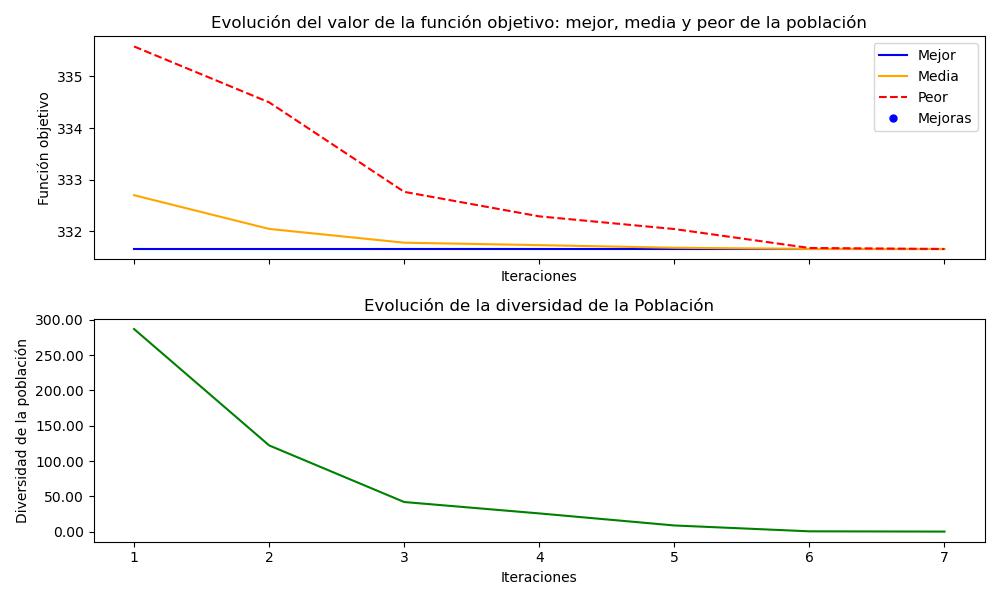 Evolución del valor de la función objetivo: mejor, media y peor de la población
Función objetivo
335
334
333
332
Mejor
Media
Peor
Mejoras
Iteraciones
Evolución de la diversidad de la Población
Diversidad de la población
300.00
250.00
200.00
150.00
100.00
50.00
0.00
1 2 3 4 5 6 7
Iteraciones